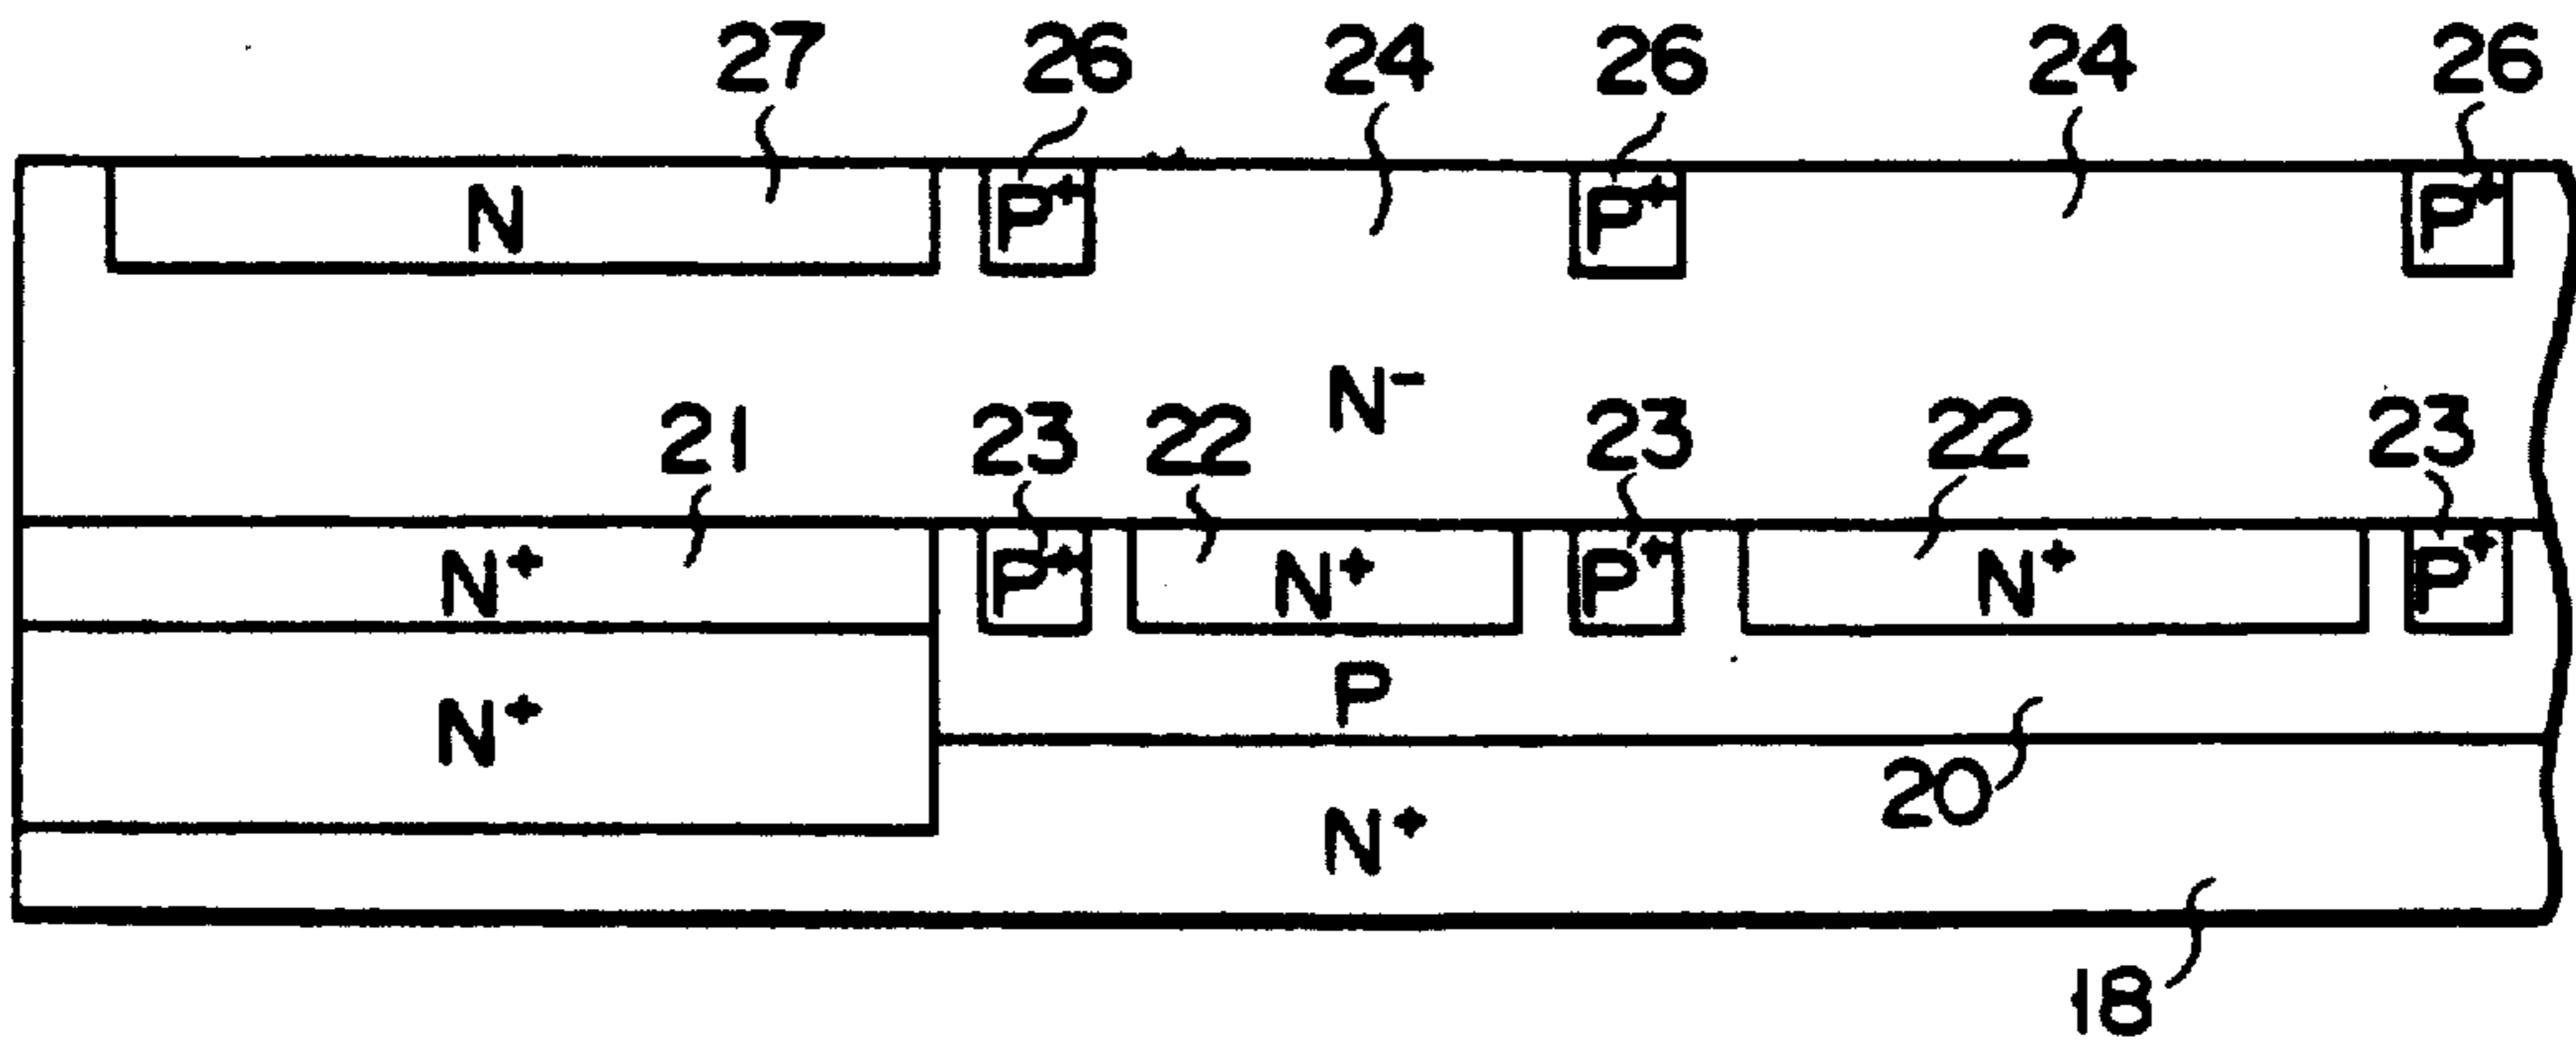 27 26 24 26 24 26
N P+ P+ P+
N-
21 23 22 23 22 23
N+ P+ N+ P+ N+ P+
N+ P
20
N+
18